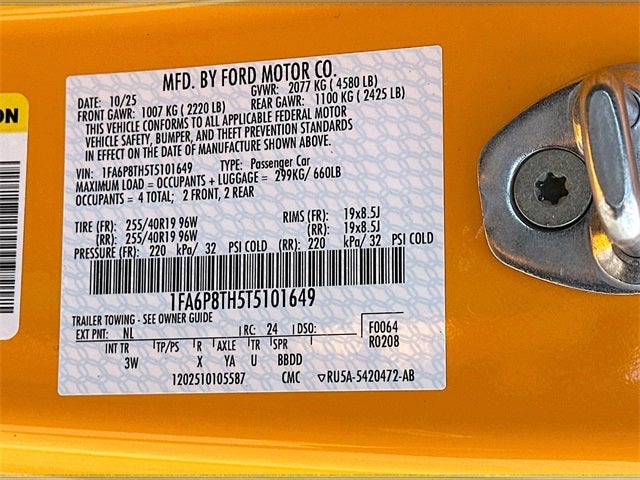 ON
MFD. BY FORD MOTOR CO.
DATE: 10/25 GVWR: 2077 KG ( 4580 LB)
FRONT GAWR: 1007 KG ( 2220 LB) REAR GAWR: 1100 KG ( 2425 LB)
THIS VEHICLE CONFORMS TO ALL APPLICABLE FEDERAL MOTOR
VEHICLE SAFETY, BUMPER, AND THEFT PREVENTION STANDARDS
IN EFFECT ON THE DATE OF MANUFACTURE SHOWN ABOVE.
VIN: 1FA6P8TH5T5101649 TYPE: Passenger Car
MAXIMUM LOAD = OCCUPANTS + LUGGAGE = 299KG/ 660LB
OCCUPANTS = 4 TOTAL; 2 FRONT, 2 REAR
TIRE (FR): 255/40R19 96W RIMS (FR): 19x8.5J
(RR): 255/40R19 96W (RR): 19x8.5J
PRESSURE (FR): 220 kPa/ 32 PSI COLD (RR): 220 kPa/ 32 PSI COLD
1FA6P8TH5T5101649
TRAILER TOWING - SEE OWNER GUIDE
EXT PNT: NL RC: 24 DSO: F0064
INT TR TP/PS R AXLE TR SPR R0208
3W X YA U BBDD
1202510105587 CMC RU5A-5420472-AB